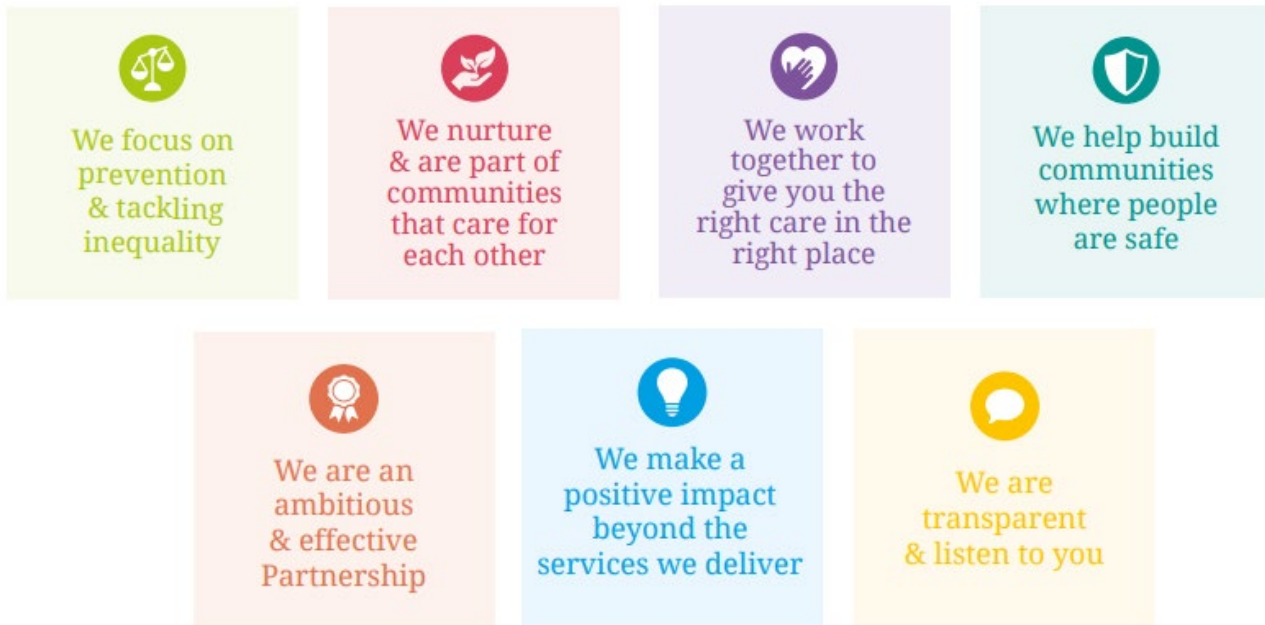 We focus on
prevention
& tackling
inequality
We nurture
& are part of
communities
that care for
each other
We work
together to
give you the
right care in the
right place
We help build
communities
where people
are safe
We are an
ambitious
& effective
Partnership
We make a
positive impact
beyond the
services we deliver
We are
transparent
& listen to you